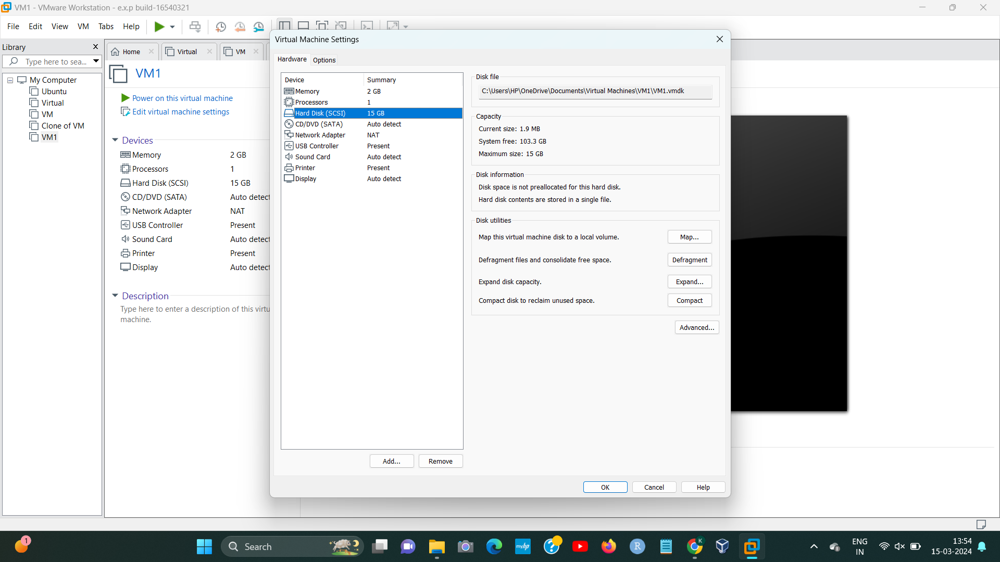 VM1 - VMware Workstation - e.x.p build-16540321
File Edit View VM Tabs Help
Library
Type here to sea...
My Computer
Ubuntu
Virtual
VM
Clone of VM
VM1
Home
Virtual
VM
VM1
Power on this virtual machine
Edit virtual machine settings
Devices
Memory 2 GB
Processors 1
Hard Disk (SCSI) 15 GB
CD/DVD (SATA) Auto detect
Network Adapter NAT
USB Controller Present
Sound Card Auto detect
Printer Present
Display Auto detect
Description
Type here to enter a description of this virtu
machine.
Virtual Machine Settings
Hardware Options
Device Summary
Memory 2 GB
Processors 1
Hard Disk (SCSI) 15 GB
CD/DVD (SATA) Auto detect
Network Adapter NAT
USB Controller Present
Sound Card Auto detect
Printer Present
Display Auto detect
Add... Remove
Disk file
C:\Users\HP\OneDrive\Documents\Virtual Machines\VM1\VM1.vmdk
Capacity
Current size: 1.9 MB
System free: 103.3 GB
Maximum size: 15 GB
Disk information
Disk space is not preallocated for this hard disk.
Hard disk contents are stored in a single file.
Disk utilities
Map this virtual machine disk to a local volume. Map...
Defragment files and consolidate free space. Defragment
Expand disk capacity. Expand...
Compact disk to reclaim unused space. Compact
Advanced...
OK Cancel Help
1
Search
myhp
R
K
ENG
IN
13:54
15-03-2024